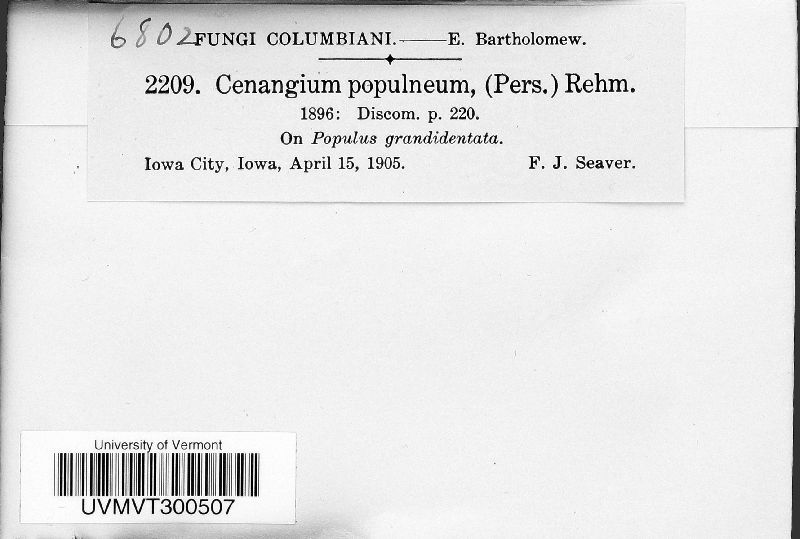 6802 FUNGI COLUMBIANI.——E. Bartholomew.
2209. Cenangium populneum, (Pers.) Rehm.
1896: Discom. p. 220.
On Populus grandidentata.
Iowa City, Iowa, April 15, 1905. F. J. Seaver.
University of Vermont
UVMVT300507